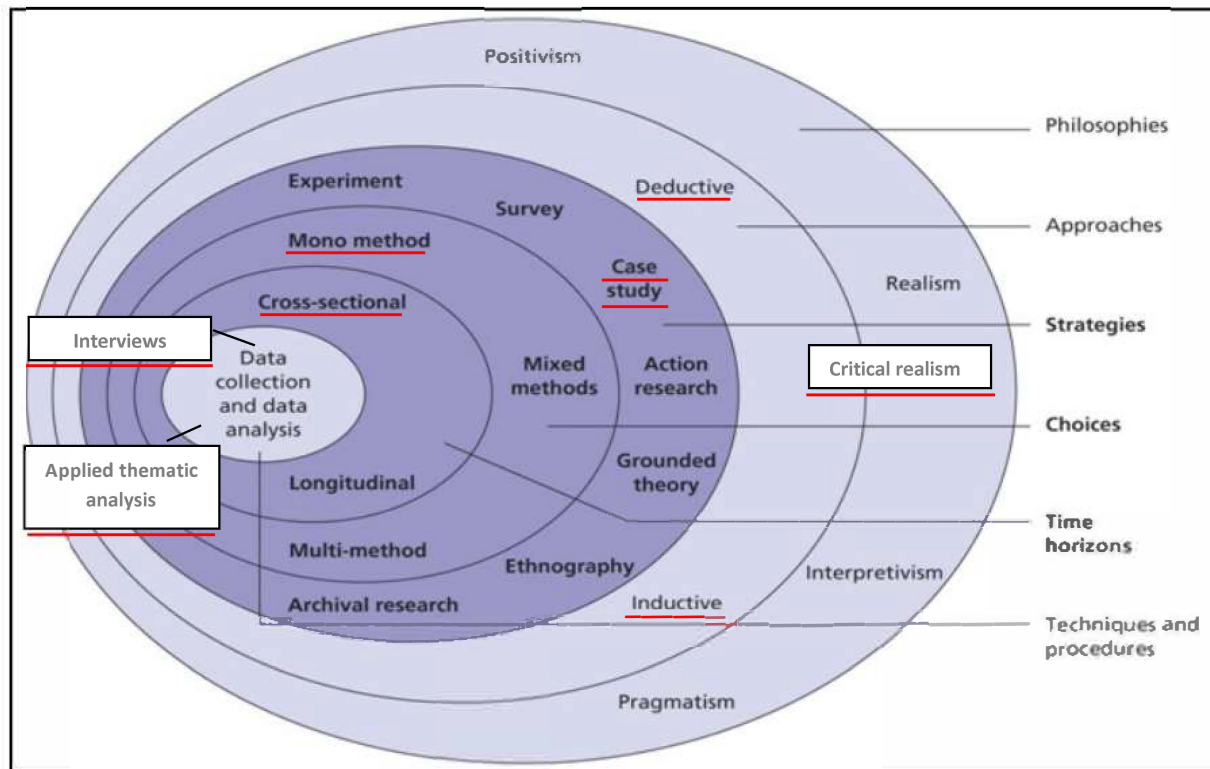 Positivism
Philosophies
Experiment
Deductive
Survey
Approaches
Mono method
Case
study
Realism
Cross-sectional
Strategies
Interviews
Data
collection
and data
analysis
Mixed
methods
Action
research
Critical realism
Choices
Applied thematic
analysis
Grounded
theory
Longitudinal
Time
horizons
Multi-method
Ethnography
Interpretivism
Archival research
Inductive
Techniques and
procedures
Pragmatism